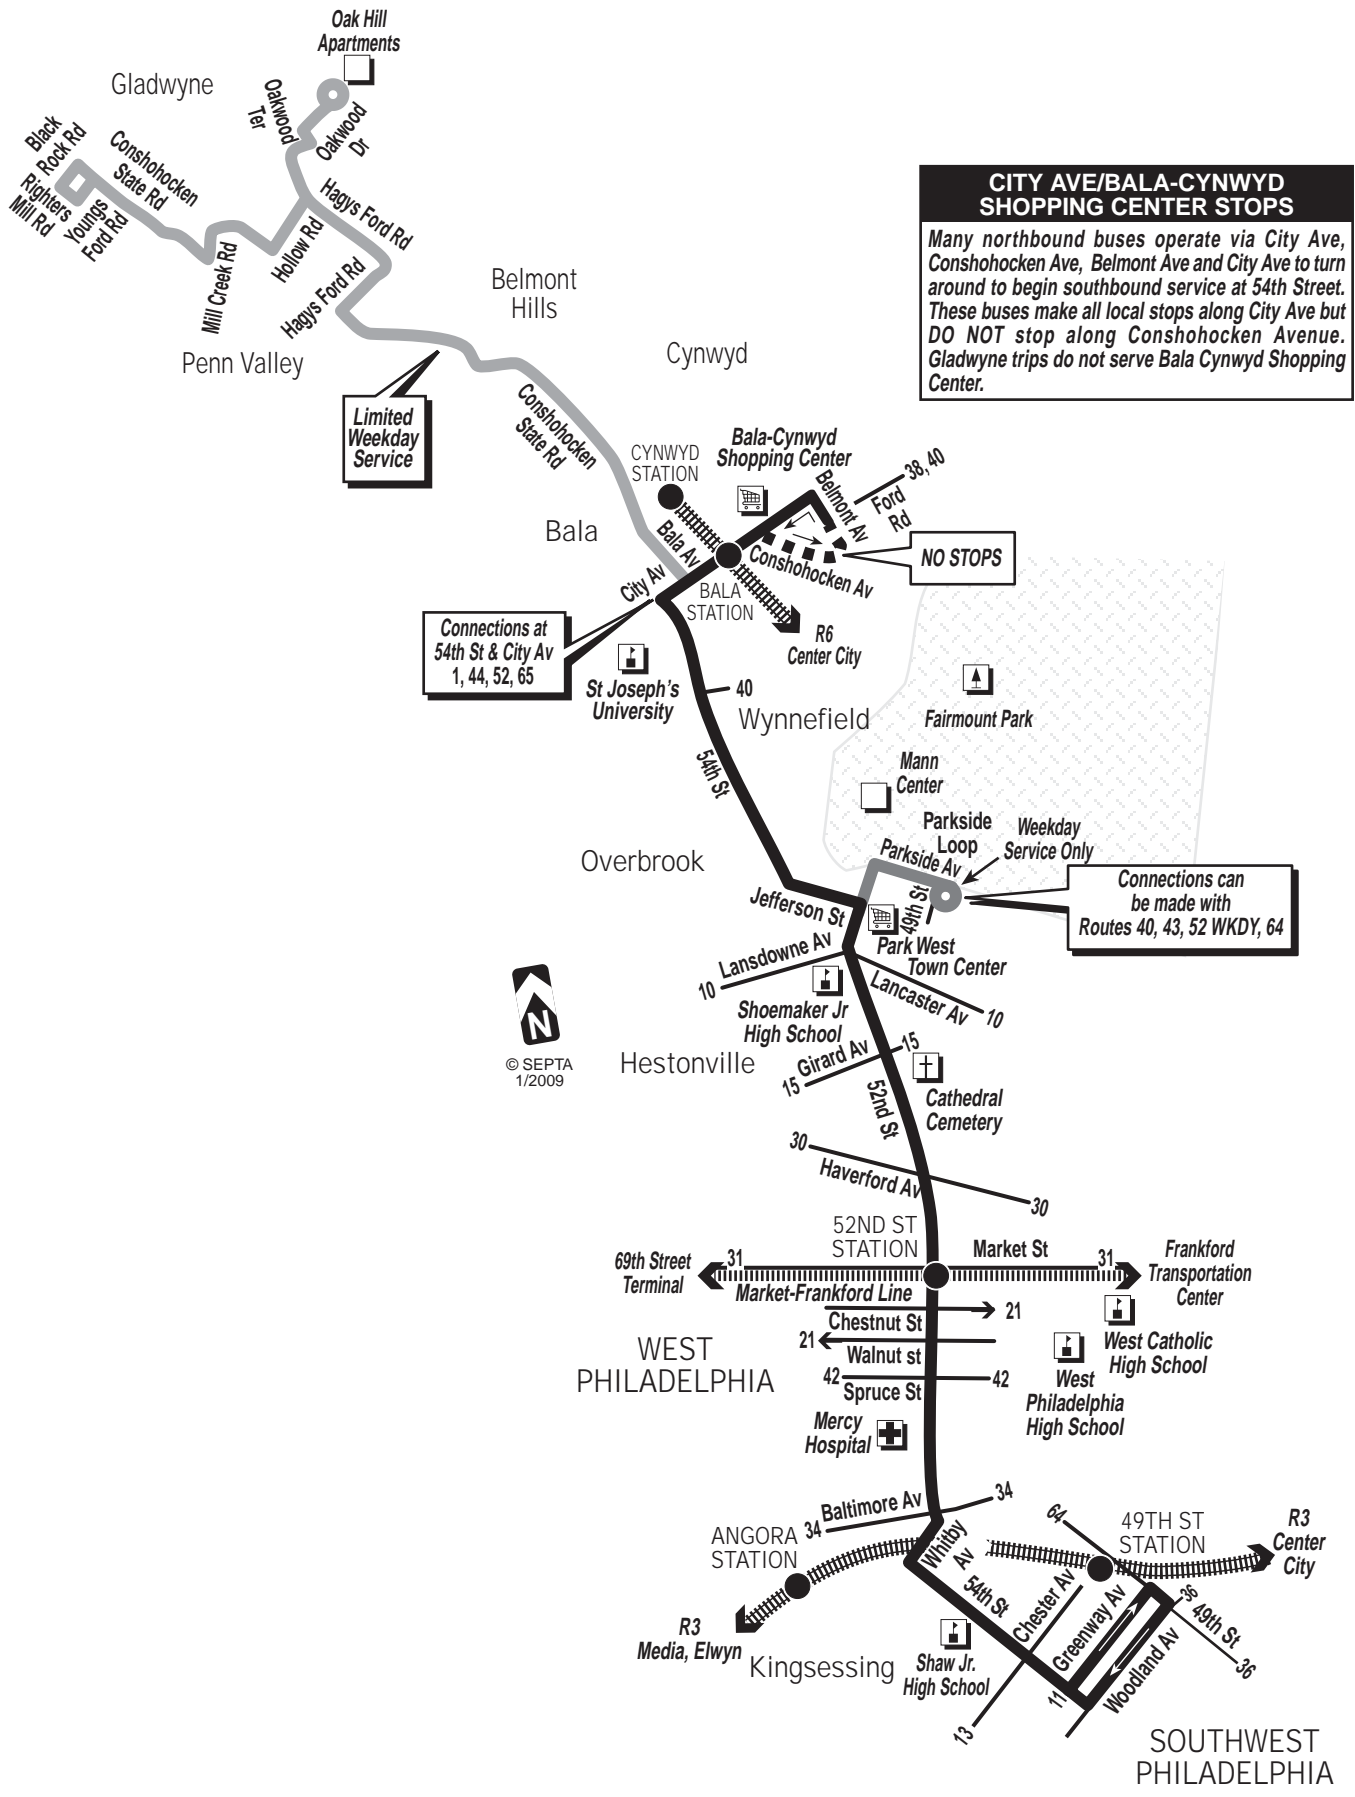 Oak Hill
Apartments
Gladwyne
Oakwood
Ter
Oakwood
Dr
Black
Rock Rd
Conshohocken
State Rd
Righters
Mill Rd
Youngs
Ford Rd
Hagys Ford Rd
Hollow Rd
Mill Creek Rd
Hagys Ford Rd
Penn Valley
Belmont
Hills
Cynwyd
CITY AVE/BALA-CYNWYD
SHOPPING CENTER STOPS
Many northbound buses operate via City Ave,
Conshohocken Ave, Belmont Ave and City Ave to turn
around to begin southbound service at 54th Street.
These buses make all local stops along City Ave but
DO NOT stop along Conshohocken Avenue.
Gladwyne trips do not serve Bala Cynwyd Shopping
Center.
Limited
Weekday
Service
Conshohocken
State Rd
CYNWYD
STATION
Bala-Cynwyd
Shopping Center
Belmont Av
38, 40
Ford
Rd
Bala
Bala Av
Conshohocken Av
NO STOPS
City Av
BALA
STATION
R6
Center City
Connections at
54th St & City Av
1, 44, 52, 65
St Joseph's
University
40
Wynnefield
Fairmount Park
54th St
Mann
Center
Parkside
Loop
Weekday
Service Only
Parkside Av
Overbrook
Connections can
be made with
Routes 40, 43, 52 WKDY, 64
Jefferson St
49th St
Park West
Town Center
Lansdowne Av
10
Lancaster Av
10
Shoemaker Jr
High School
N
© SEPTA
1/2009
Hestonville
Girard Av
15
15
52nd St
Cathedral
Cemetery
30
Haverford Av
30
52ND ST
STATION
Market St
69th Street
Terminal
31
31
Frankford
Transportation
Center
Market-Frankford Line
21
Chestnut St
21
Walnut st
42
42
Spruce St
WEST
PHILADELPHIA
West Catholic
High School
West
Philadelphia
High School
Mercy
Hospital
Baltimore Av
34
34
ANGORA
STATION
Whitby
Av
64
49TH ST
STATION
R3
Center
City
54th St
Chester Av
Greenway Av
36
49th St
36
R3
Media, Elwyn
Kingsessing
Shaw Jr.
High School
Woodland Av
11
13
SOUTHWEST
PHILADELPHIA